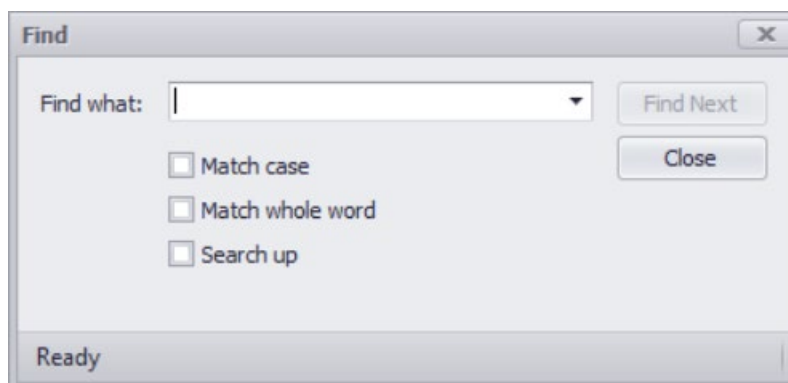 Find
Find what:
Find Next
Close
Match case
Match whole word
Search up
Ready